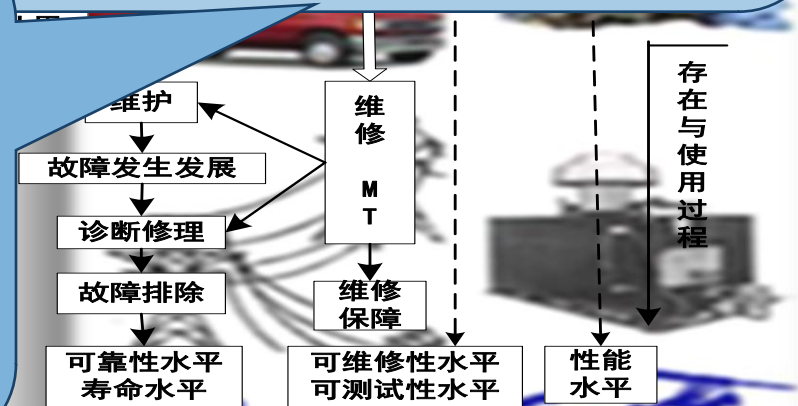 维护
故障发生发展
诊断修理
故障排除
可靠性水平
寿命水平
维
修
M
T
维修
保障
可维修性水平
可测试性水平
性能
水平
存
在
与
使
用
过
程